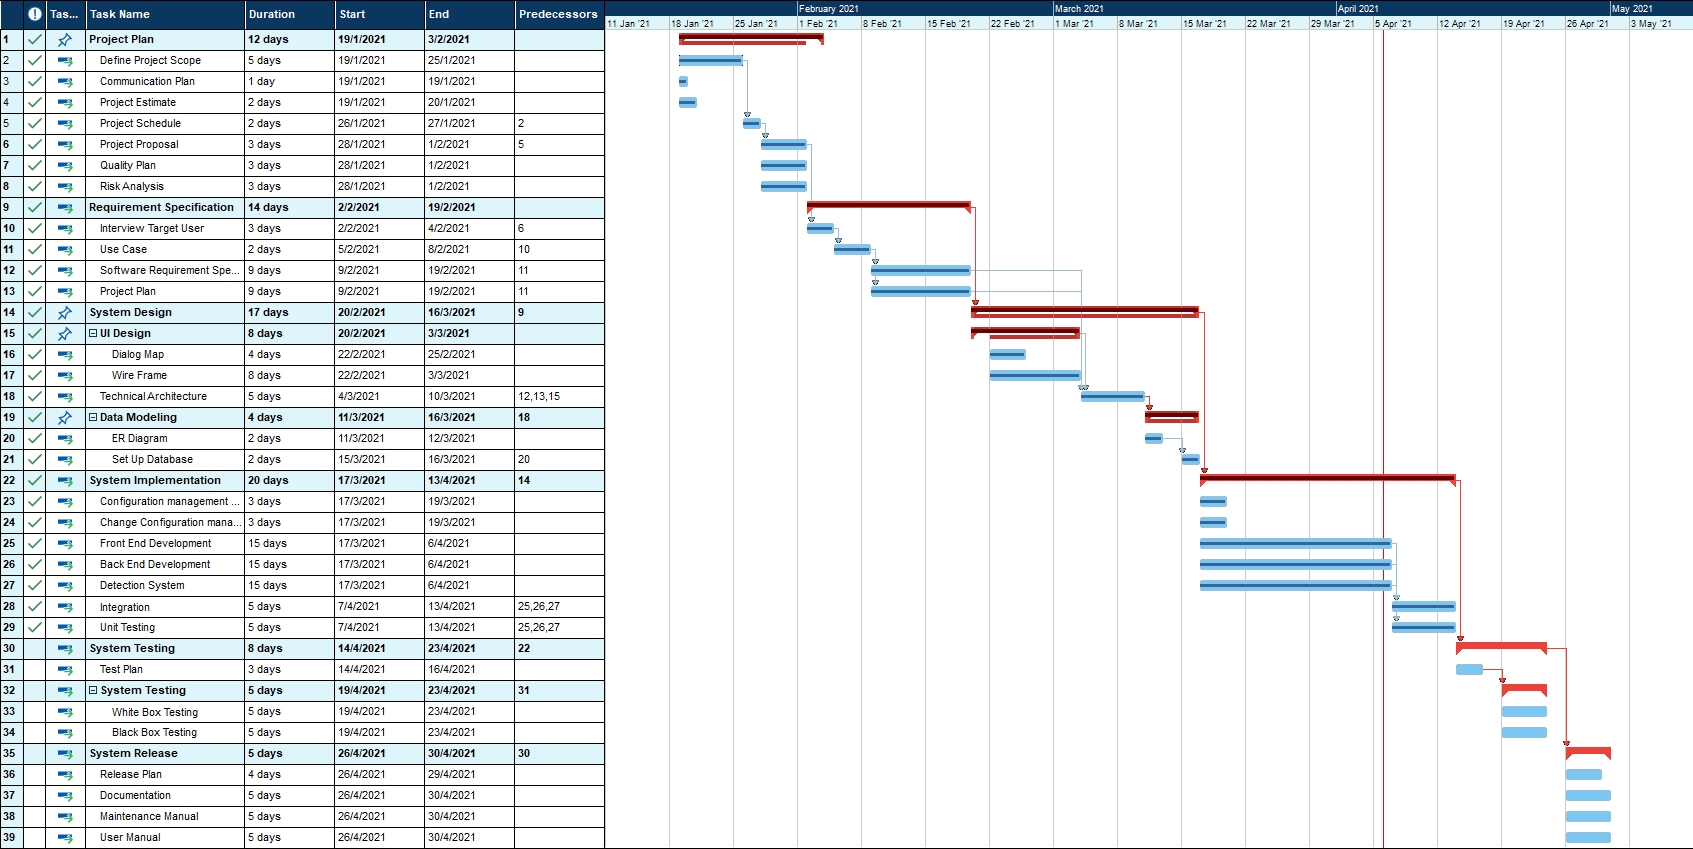 Tas... Task Name Duration Start End Predecessors
February 2021 March 2021 April 2021 May 2021
11 Jan '21 18 Jan '21 25 Jan '21 1 Feb '21 8 Feb '21 15 Feb '21 22 Feb '21 1 Mar '21 8 Mar '21 15 Mar '21 22 Mar '21 29 Mar '21 5 Apr '21 12 Apr '21 19 Apr '21 26 Apr '21 3 May '21
1 Project Plan 12 days 19/1/2021 3/2/2021
2 Define Project Scope 5 days 19/1/2021 25/1/2021
3 Communication Plan 1 day 19/1/2021 19/1/2021
4 Project Estimate 2 days 19/1/2021 20/1/2021
5 Project Schedule 2 days 26/1/2021 27/1/2021 2
6 Project Proposal 3 days 28/1/2021 1/2/2021 5
7 Quality Plan 3 days 28/1/2021 1/2/2021
8 Risk Analysis 3 days 28/1/2021 1/2/2021
9 Requirement Specification 14 days 2/2/2021 19/2/2021
10 Interview Target User 3 days 2/2/2021 4/2/2021 6
11 Use Case 2 days 5/2/2021 8/2/2021 10
12 Software Requirement Spe... 9 days 9/2/2021 19/2/2021 11
13 Project Plan 9 days 9/2/2021 19/2/2021 11
14 System Design 17 days 20/2/2021 16/3/2021 9
15 UI Design 8 days 20/2/2021 3/3/2021
16 Dialog Map 4 days 22/2/2021 25/2/2021
17 Wire Frame 8 days 22/2/2021 3/3/2021
18 Technical Architecture 5 days 4/3/2021 10/3/2021 12,13,15
19 Data Modeling 4 days 11/3/2021 16/3/2021 18
20 ER Diagram 2 days 11/3/2021 12/3/2021
21 Set Up Database 2 days 15/3/2021 16/3/2021 20
22 System Implementation 20 days 17/3/2021 13/4/2021 14
23 Configuration management ... 3 days 17/3/2021 19/3/2021
24 Change Configuration mana... 3 days 17/3/2021 19/3/2021
25 Front End Development 15 days 17/3/2021 6/4/2021
26 Back End Development 15 days 17/3/2021 6/4/2021
27 Detection System 15 days 17/3/2021 6/4/2021
28 Integration 5 days 7/4/2021 13/4/2021 25,26,27
29 Unit Testing 5 days 7/4/2021 13/4/2021 25,26,27
30 System Testing 8 days 14/4/2021 23/4/2021 22
31 Test Plan 3 days 14/4/2021 16/4/2021
32 System Testing 5 days 19/4/2021 23/4/2021 31
33 White Box Testing 5 days 19/4/2021 23/4/2021
34 Black Box Testing 5 days 19/4/2021 23/4/2021
35 System Release 5 days 26/4/2021 30/4/2021 30
36 Release Plan 4 days 26/4/2021 29/4/2021
37 Documentation 5 days 26/4/2021 30/4/2021
38 Maintenance Manual 5 days 26/4/2021 30/4/2021
39 User Manual 5 days 26/4/2021 30/4/2021